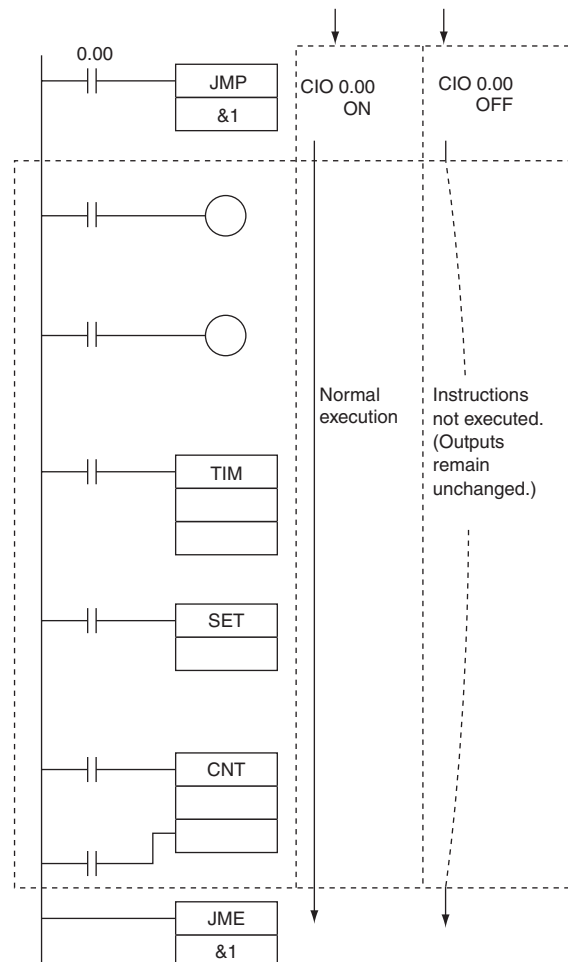 0.00
JMP
&1
CIO 0.00
ON
CIO 0.00
OFF
Normal
execution
Instructions
not executed.
(Outputs
remain
unchanged.)
TIM
SET
CNT
JME
&1